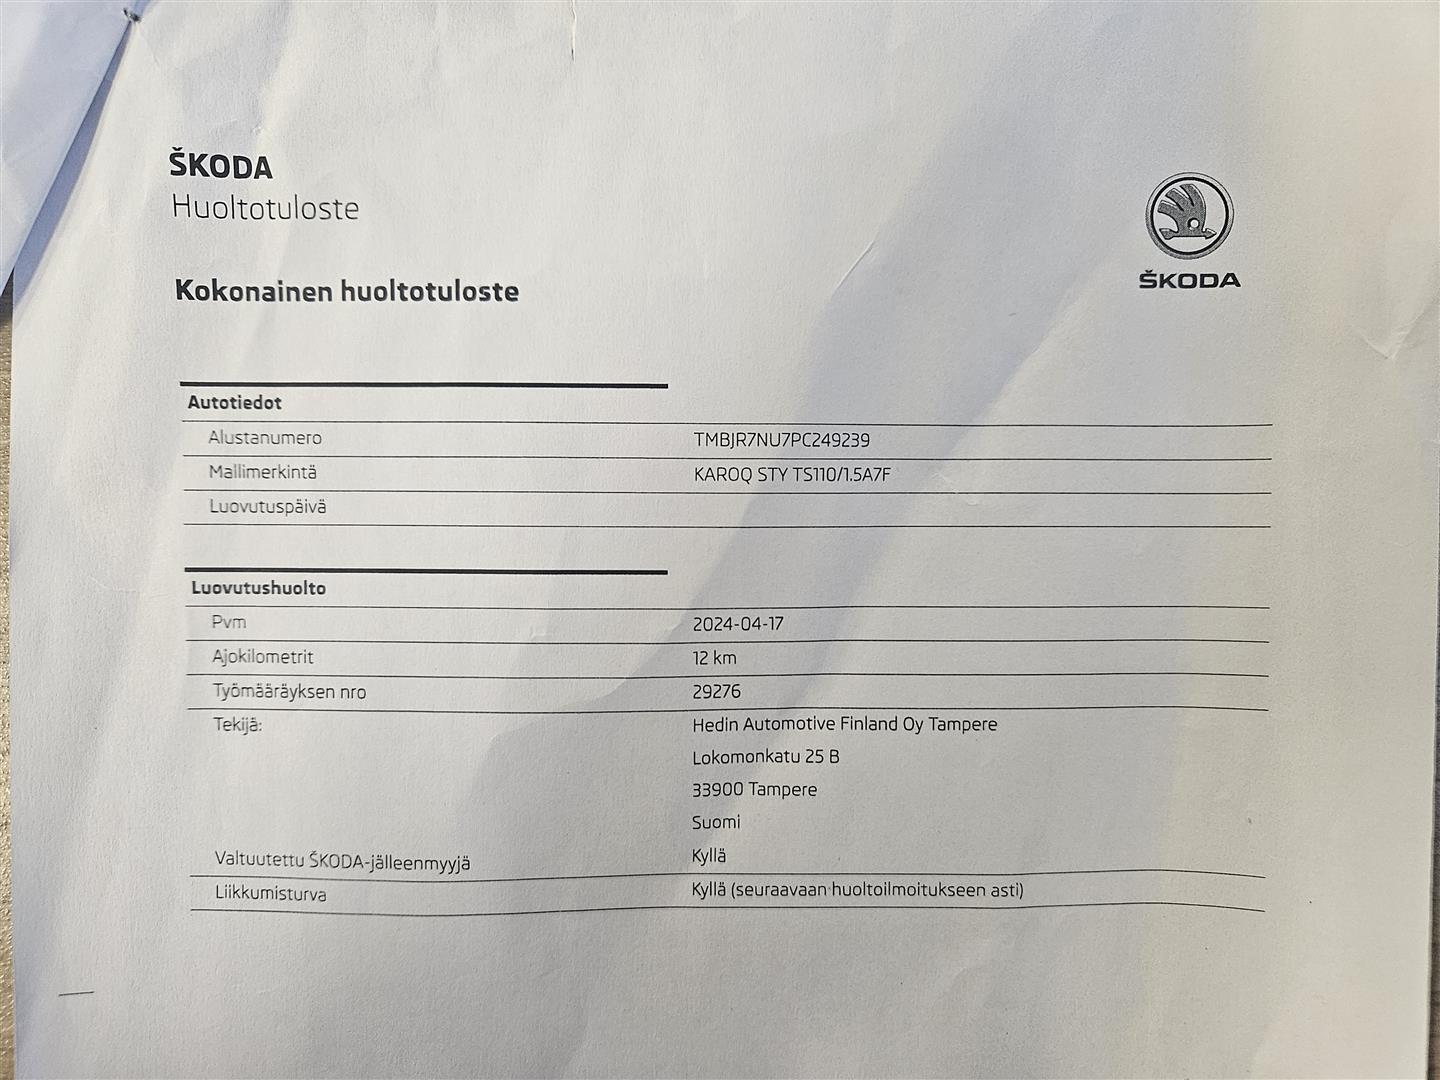 ŠKODA
Huoltotuloste
ŠKODA
Kokonainen huoltotuloste
Autotiedot
Alustanumero TMBJR7NU7PC249239
Mallimerkintä KAROQ STY TS110/1.5A7F
Luovutuspäivä
Luovutushuolto
Pvm 2024-04-17
Ajokilometrit 12 km
Työmääräyksen nro 29276
Tekijä: Hedin Automotive Finland Oy Tampere
Lokomonkatu 25 B
33900 Tampere
Suomi
Valtuutettu ŠKODA-jälleenmyyjä Kyllä
Liikkumisturva Kyllä (seuraavaan huoltoilmoitukseen asti)